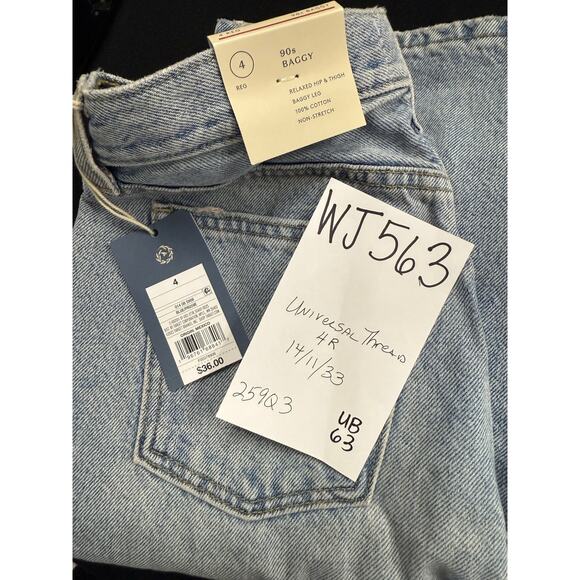 4
REG
90s
BAGGY
RELAXED HIP & THIGH
BAGGY LEG
100% COTTON
NON-STRETCH
4
$36.00
WJ563
UNIVERSAL Thread
4R
14/11/33
259Q3
UB
63